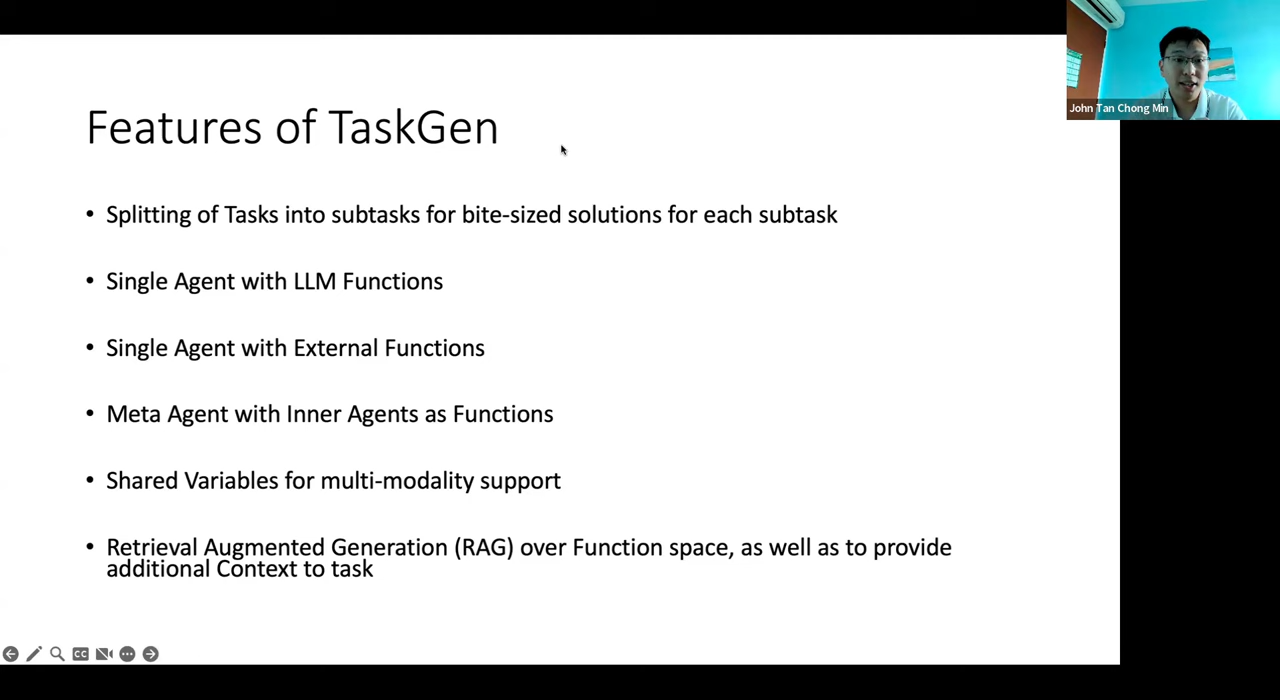 John Tan Chong Min
Features of TaskGen
• Splitting of Tasks into subtasks for bite-sized solutions for each subtask
• Single Agent with LLM Functions
• Single Agent with External Functions
• Meta Agent with Inner Agents as Functions
• Shared Variables for multi-modality support
• Retrieval Augmented Generation (RAG) over Function space, as well as to provide
additional Context to task
CC